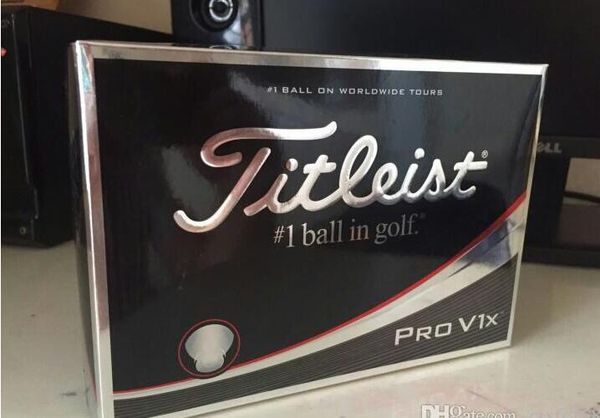 #1 BALL ON WORLDWIDE TOURS
Titleist®
#1 ball in golf.®
PRO V1x
DELL
DHgate.com